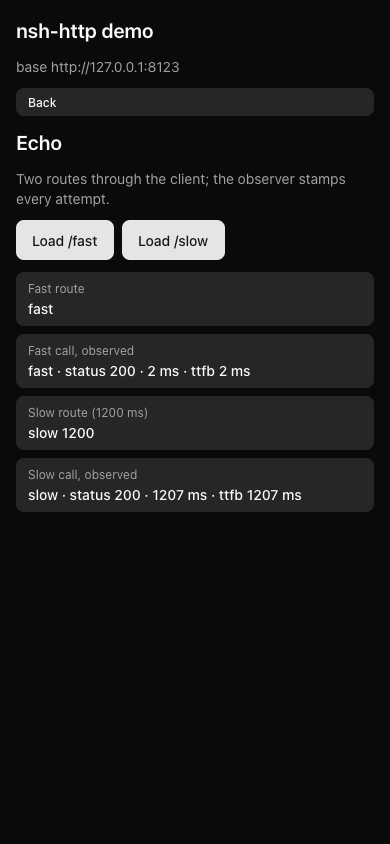 nsh-http demo
base http://127.0.0.1:8123
Back
Echo
Two routes through the client; the observer stamps
every attempt.
Load /fast
Load /slow
Fast route
fast
Fast call, observed
fast · status 200 · 2 ms · ttfb 2 ms
Slow route (1200 ms)
slow 1200
Slow call, observed
slow · status 200 · 1207 ms · ttfb 1207 ms